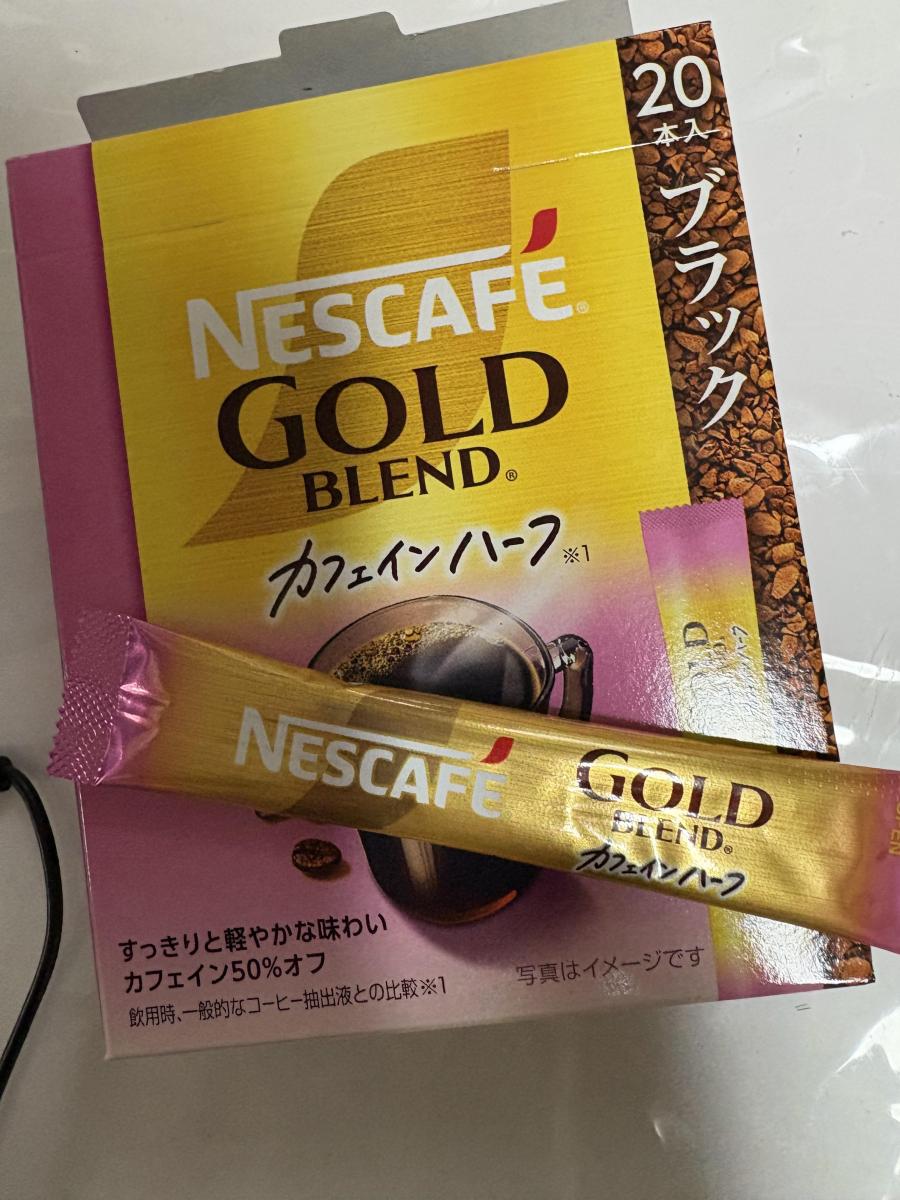 20
本入
ブラック
NESCAFÉ®
GOLD
BLEND®
カフェインハーフ※1
NESCAFÉ
GOLD
BLEND®
カフェインハーフ
すっきりと軽やかな味わい
カフェイン50%オフ
飲用時、一般的なコーヒー抽出液との比較※1
写真はイメージです